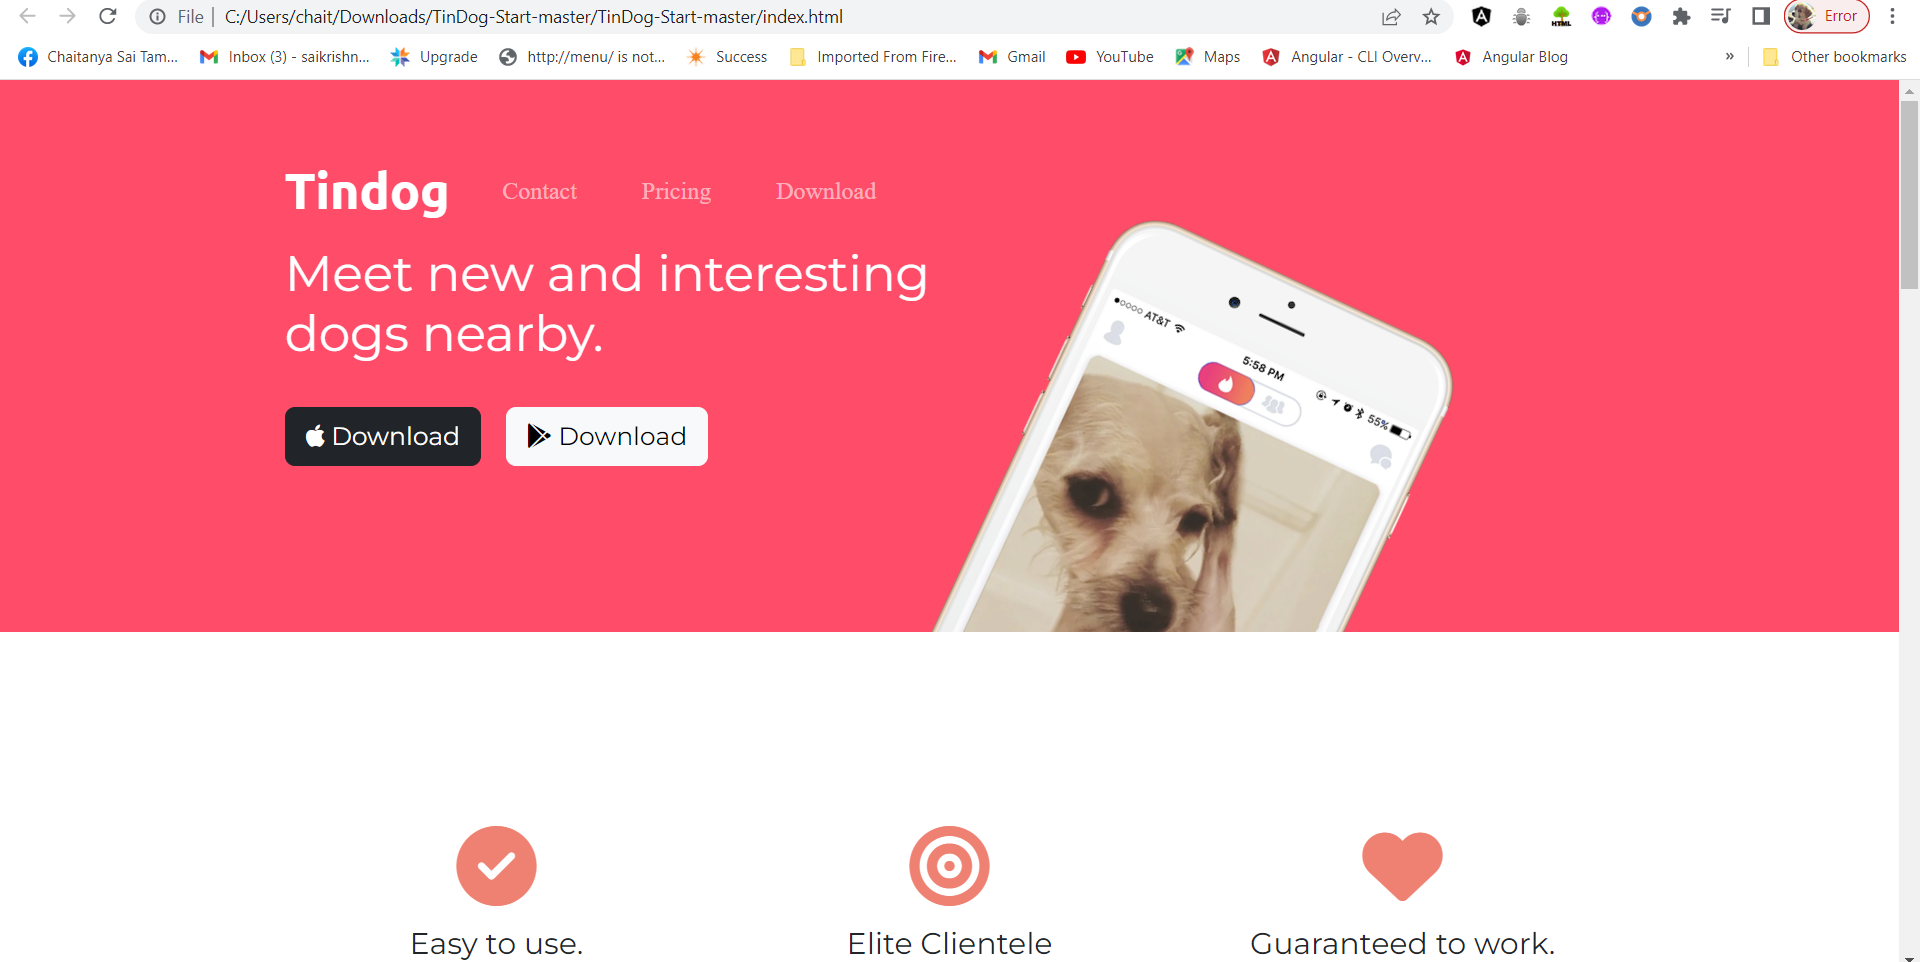 File C:/Users/chait/Downloads/TinDog-Start-master/TinDog-Start-master/index.html Error
Chaitanya Sai Tam... Inbox (3) - saikrishn... Upgrade http://menu/ is not... Success Imported From Fire... Gmail YouTube Maps Angular - CLI Overv... Angular Blog » Other bookmarks
Tindog Contact Pricing Download
Meet new and interesting
dogs nearby.
Download Download
AT&T
5:58 PM
55%
Easy to use. Elite Clientele Guaranteed to work.